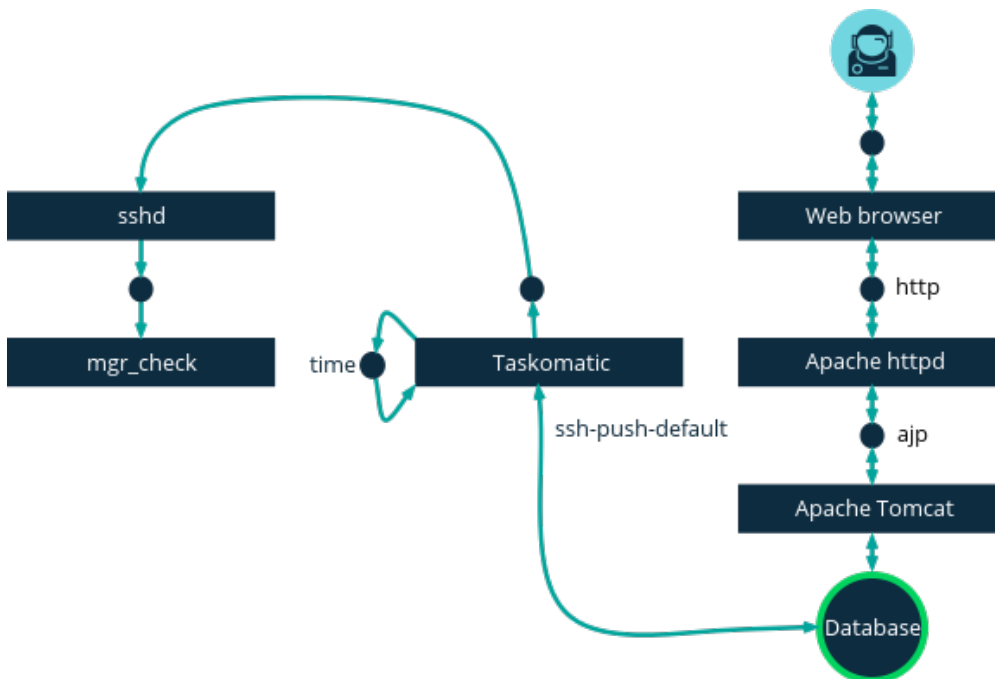 sshd
Web browser
http
mgr_check
time
Taskomatic
Apache httpd
ssh-push-default
ajp
Apache Tomcat
Database